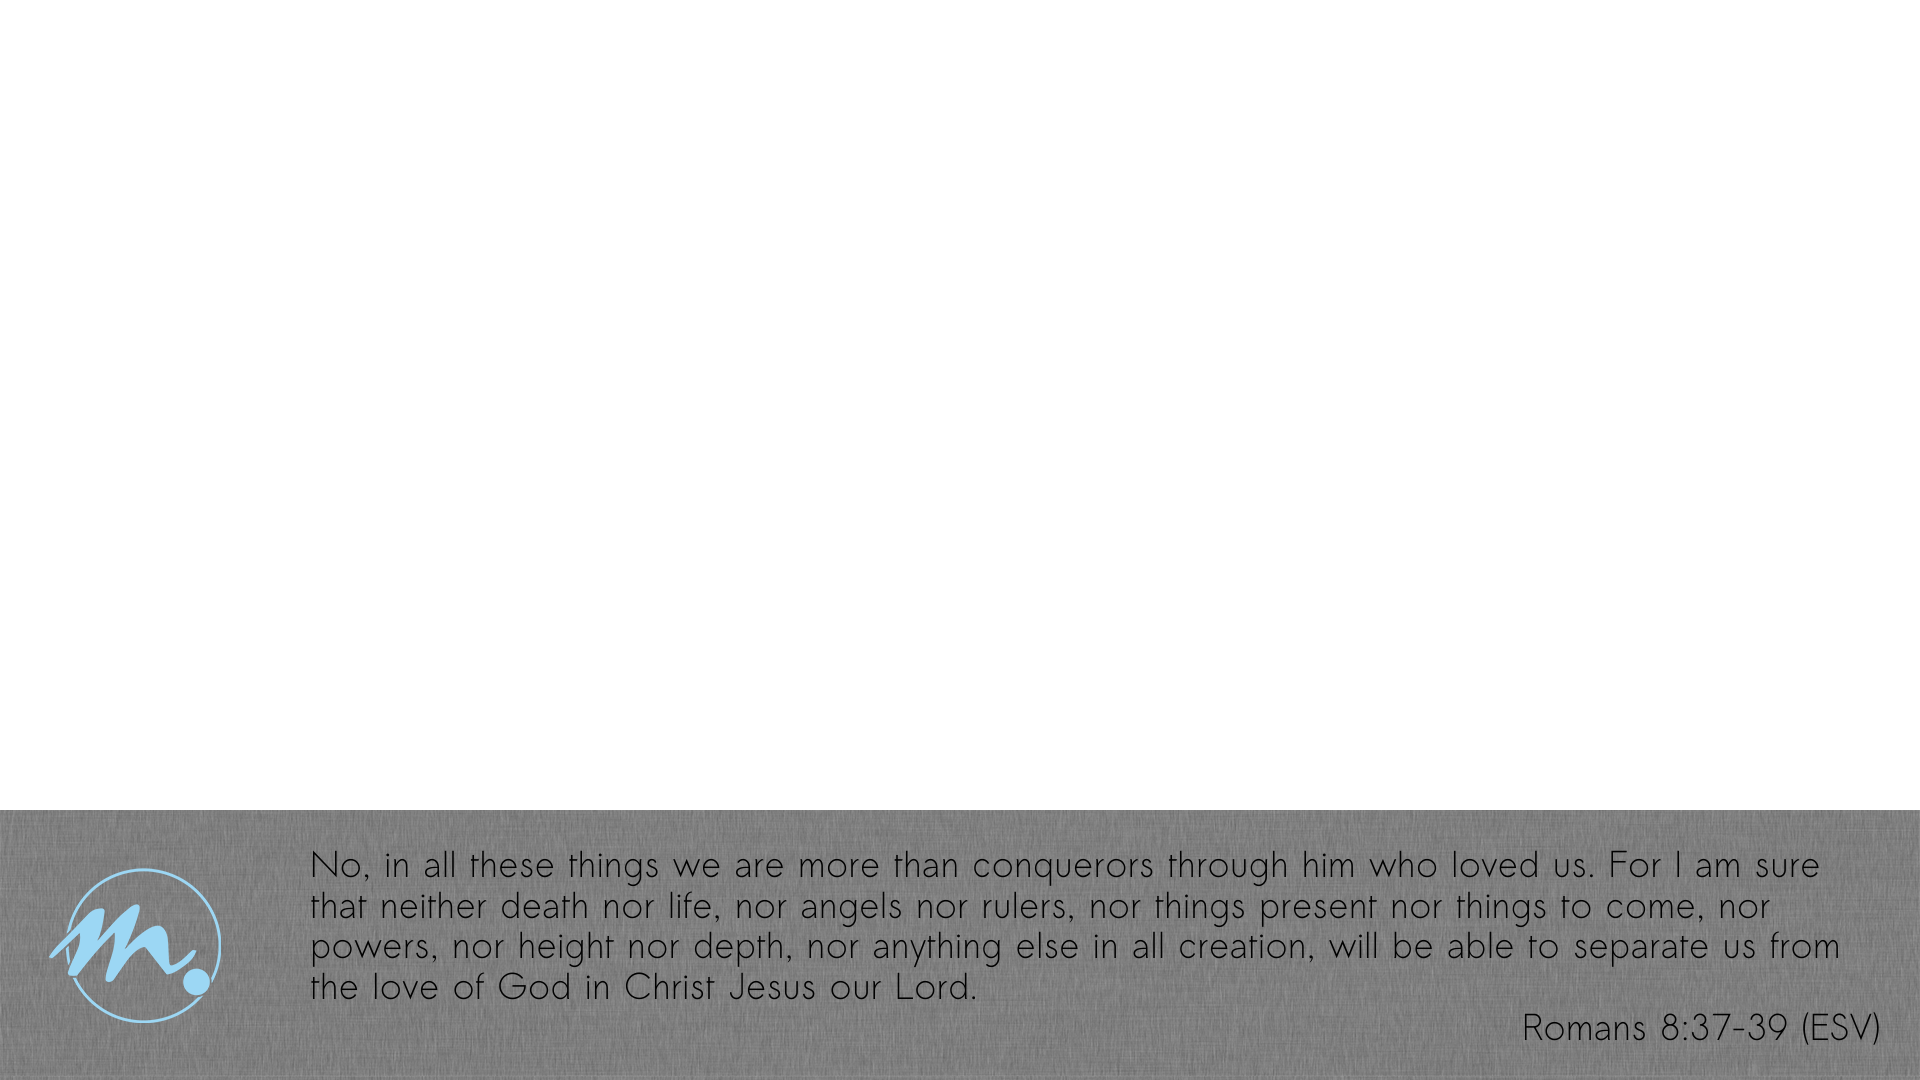 No, in all these things we are more than conquerors through him who loved us. For I am sure
that neither death nor life, nor angels nor rulers, nor things present nor things to come, nor
powers, nor height nor depth, nor anything else in all creation, will be able to separate us from
the love of God in Christ Jesus our Lord.
Romans 8:37-39 (ESV)
m.